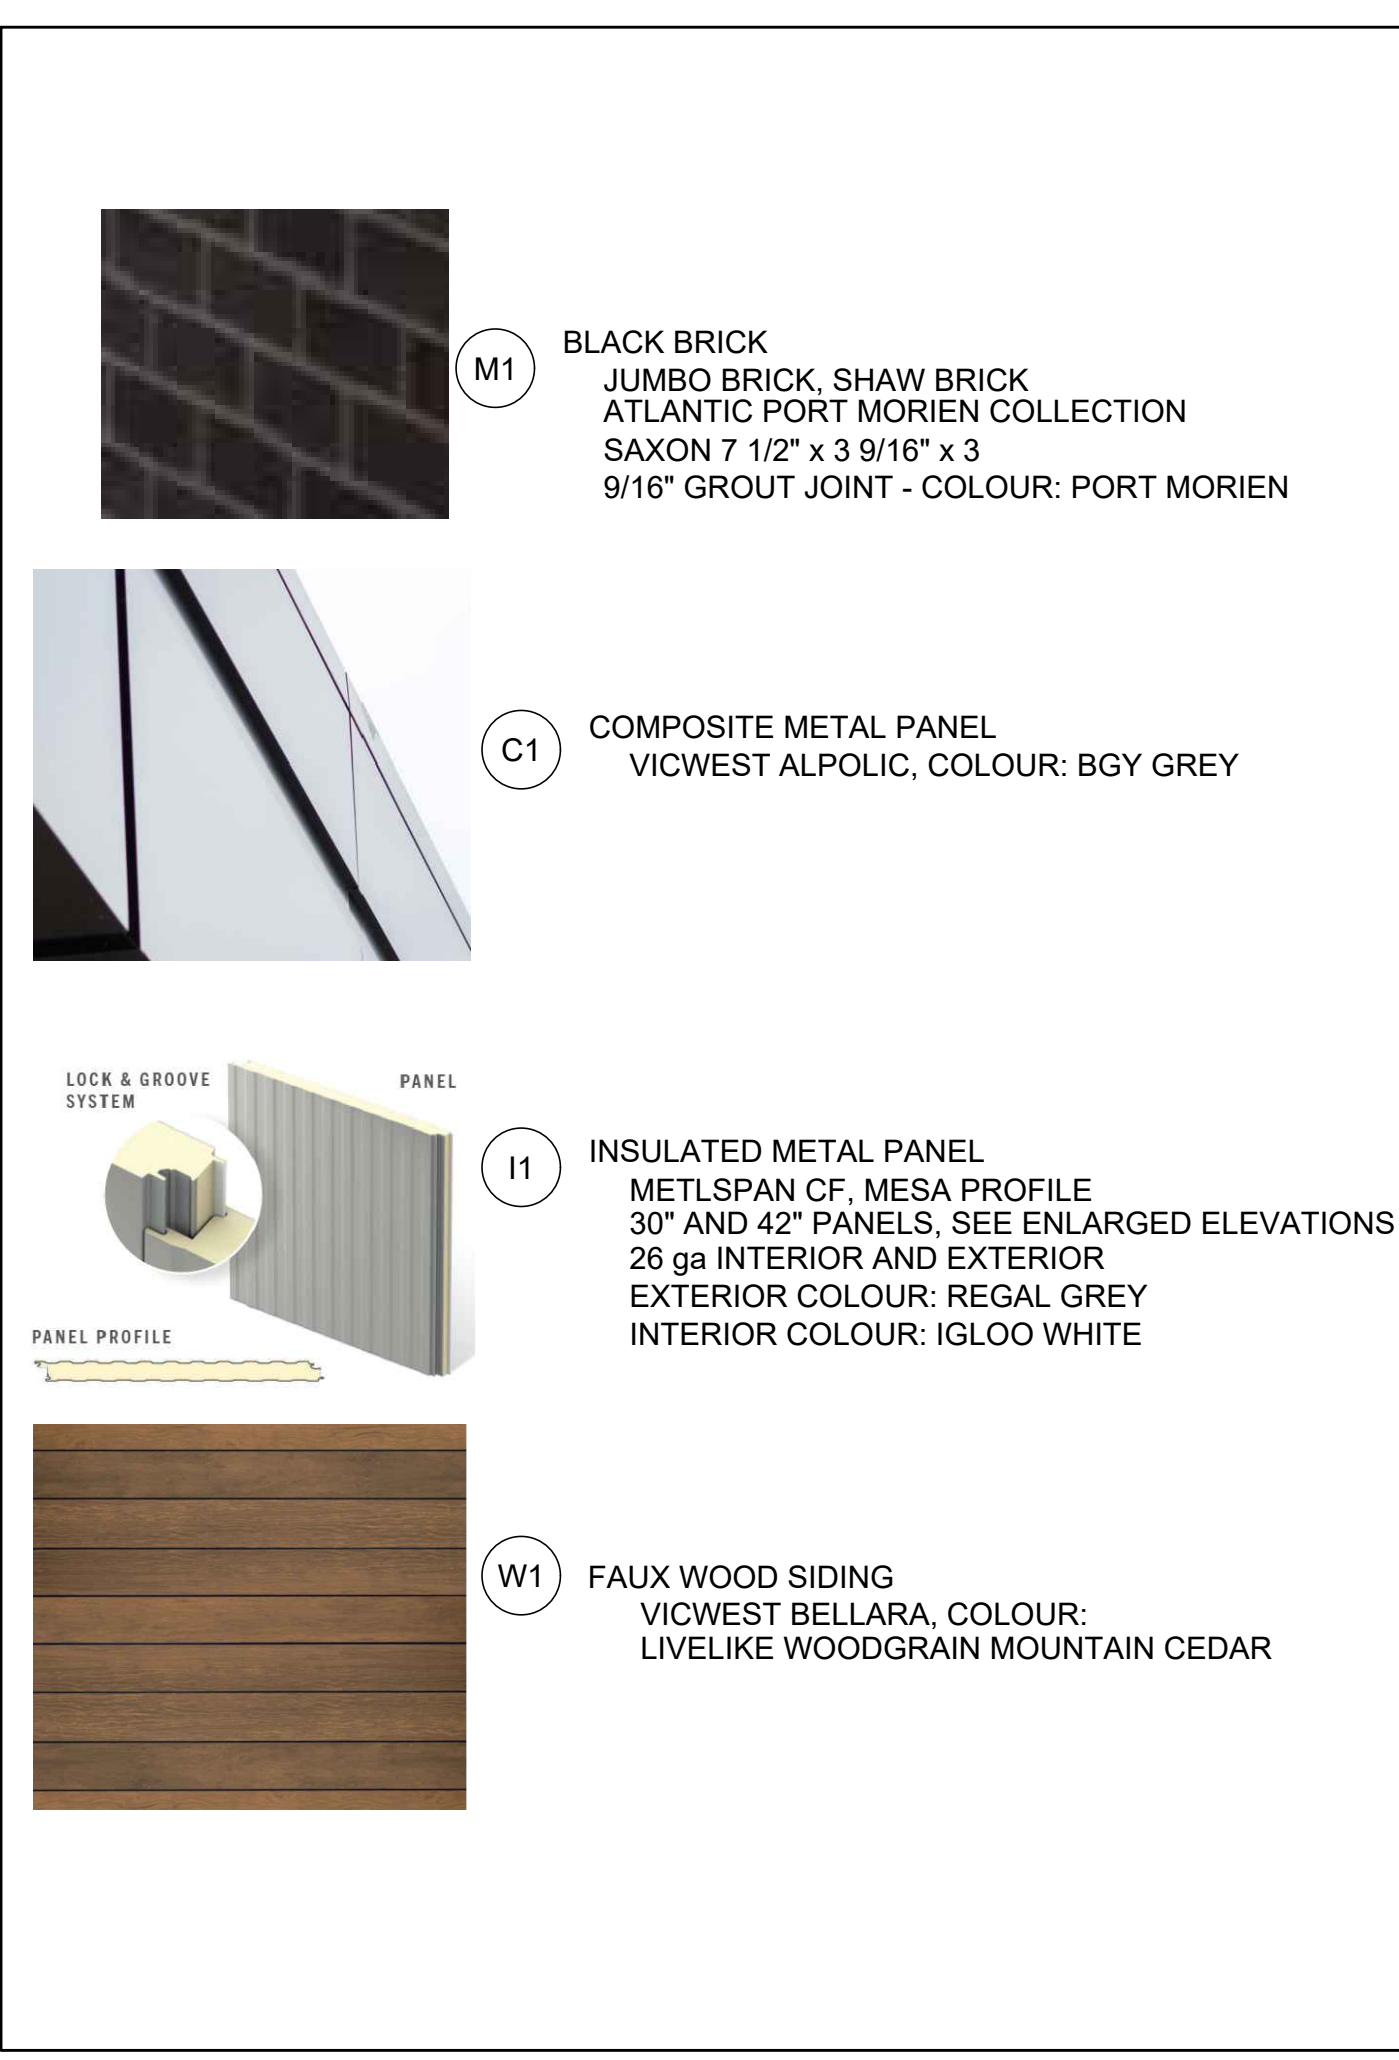 M1
BLACK BRICK
JUMBO BRICK, SHAW BRICK
ATLANTIC PORT MORIEN COLLECTION
SAXON 7 1/2" x 3 9/16" x 3
9/16" GROUT JOINT - COLOUR: PORT MORIEN
C1
COMPOSITE METAL PANEL
VICWEST ALPOLIC, COLOUR: BGY GREY
LOCK & GROOVE
SYSTEM
PANEL
PANEL PROFILE
I1
INSULATED METAL PANEL
METLSPAN CF, MESA PROFILE
30" AND 42" PANELS, SEE ENLARGED ELEVATIONS
26 ga INTERIOR AND EXTERIOR
EXTERIOR COLOUR: REGAL GREY
INTERIOR COLOUR: IGLOO WHITE
W1
FAUX WOOD SIDING
VICWEST BELLARA, COLOUR:
LIVELIKE WOODGRAIN MOUNTAIN CEDAR